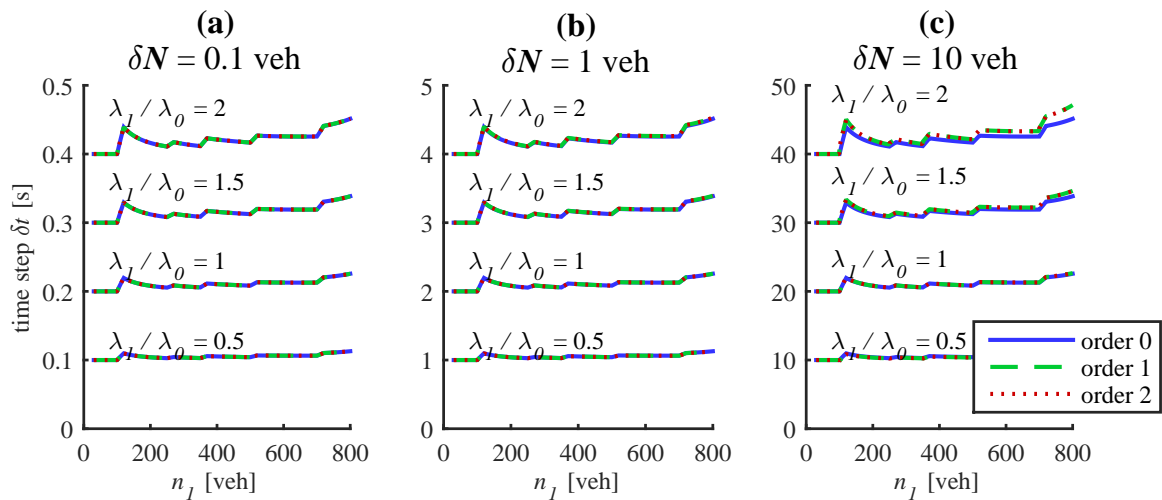 (a)
δN = 0.1 veh
(b)
δN = 1 veh
(c)
δN = 10 veh
time step δt [s]
0.5
0.4
0.3
0.2
0.1
0
λ1 / λ0 = 2
λ1 / λ0 = 1.5
λ1 / λ0 = 1
λ1 / λ0 = 0.5
0 200 400 600 800
n1 [veh]
5
4
3
2
1
0
λ1 / λ0 = 2
λ1 / λ0 = 1.5
λ1 / λ0 = 1
λ1 / λ0 = 0.5
0 200 400 600 800
n1 [veh]
50
40
30
20
10
0
λ1 / λ0 = 2
λ1 / λ0 = 1.5
λ1 / λ0 = 1
λ1 / λ0 = 0.5
order 0
order 1
order 2
0 200 400 600 800
n1 [veh]